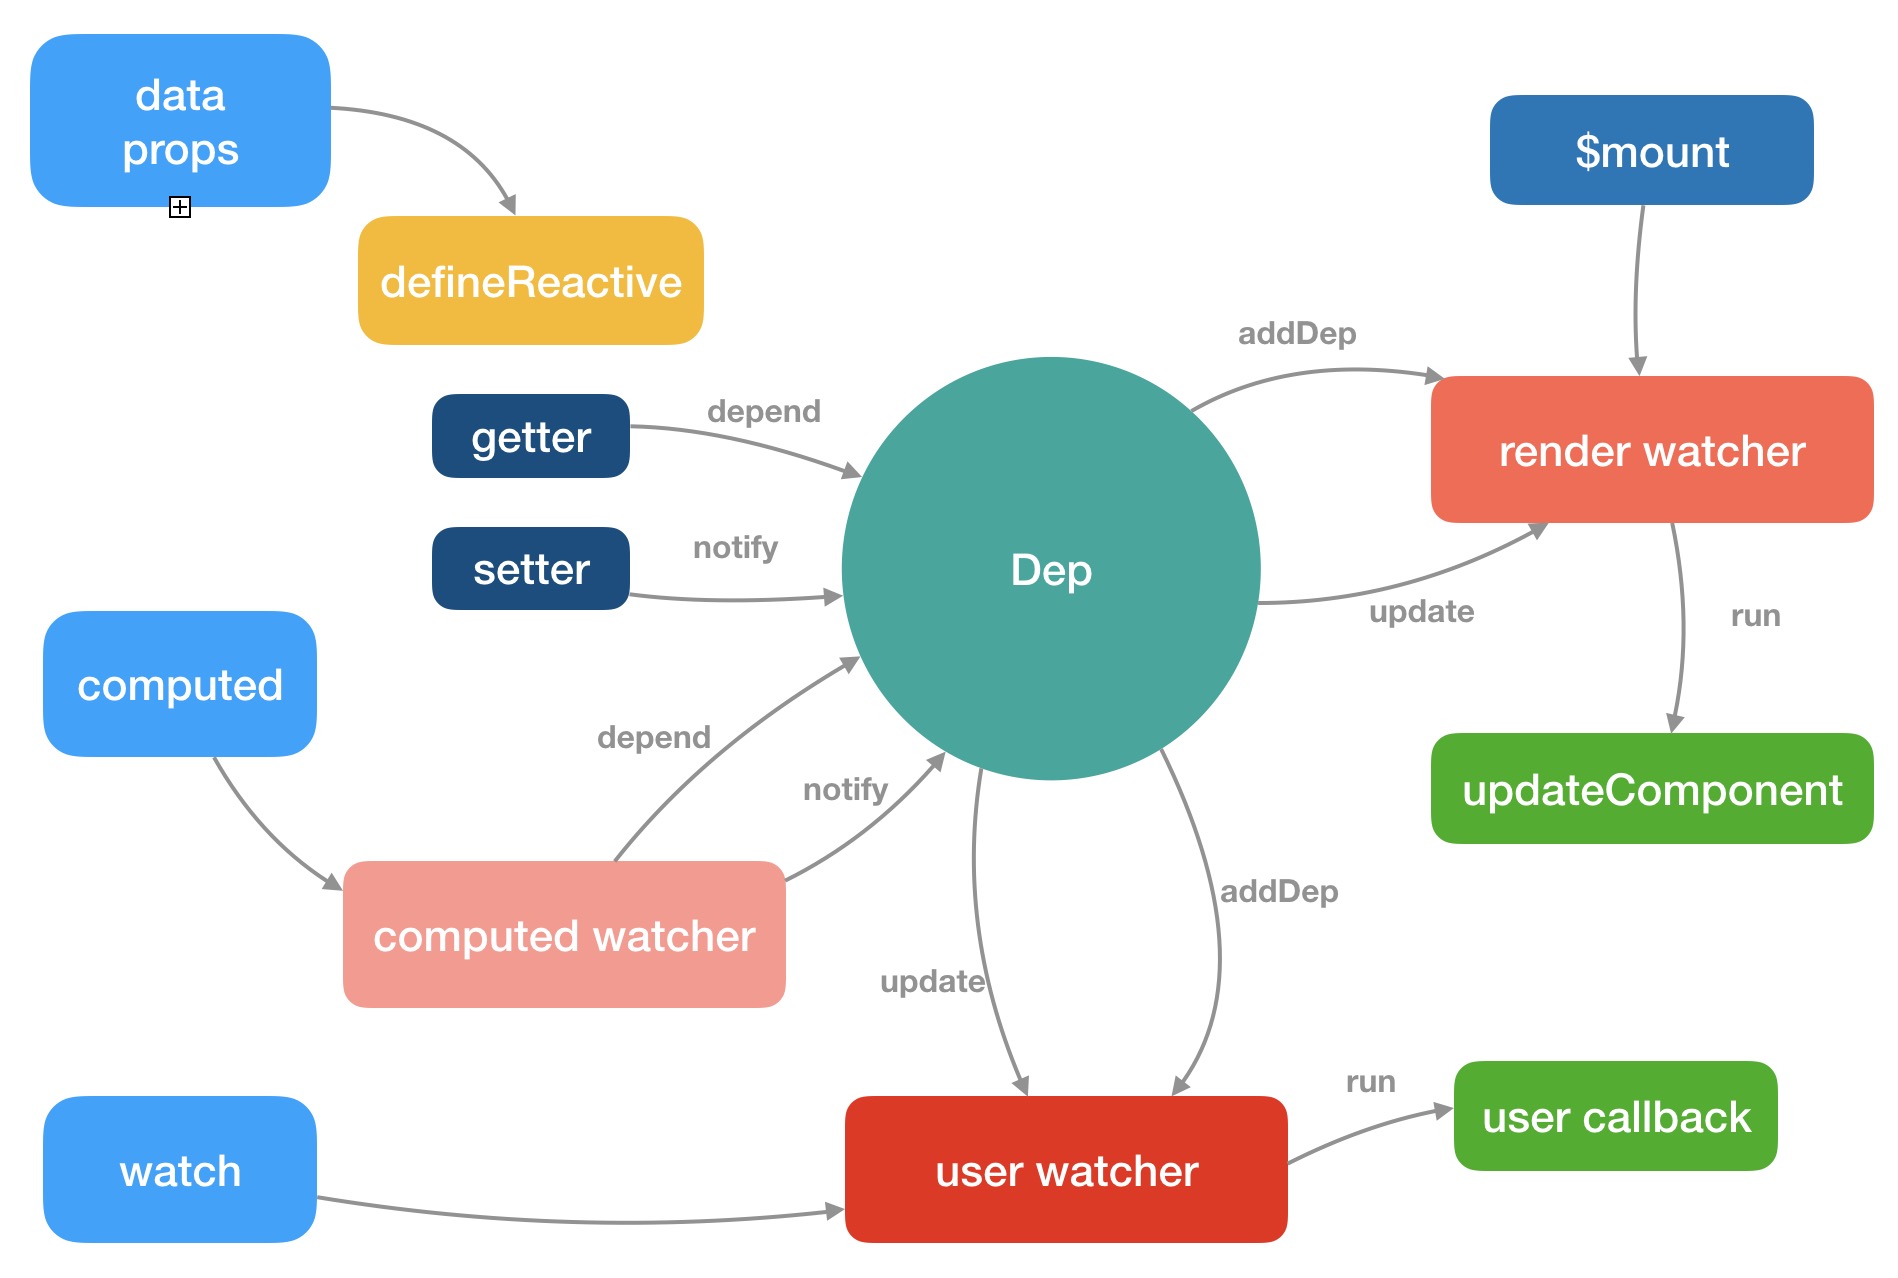 data
props
$mount
defineReactive
addDep
depend
getter
render watcher
notify
setter
Dep
update
run
computed
depend
notify
updateComponent
addDep
computed watcher
update
run
user callback
watch
user watcher